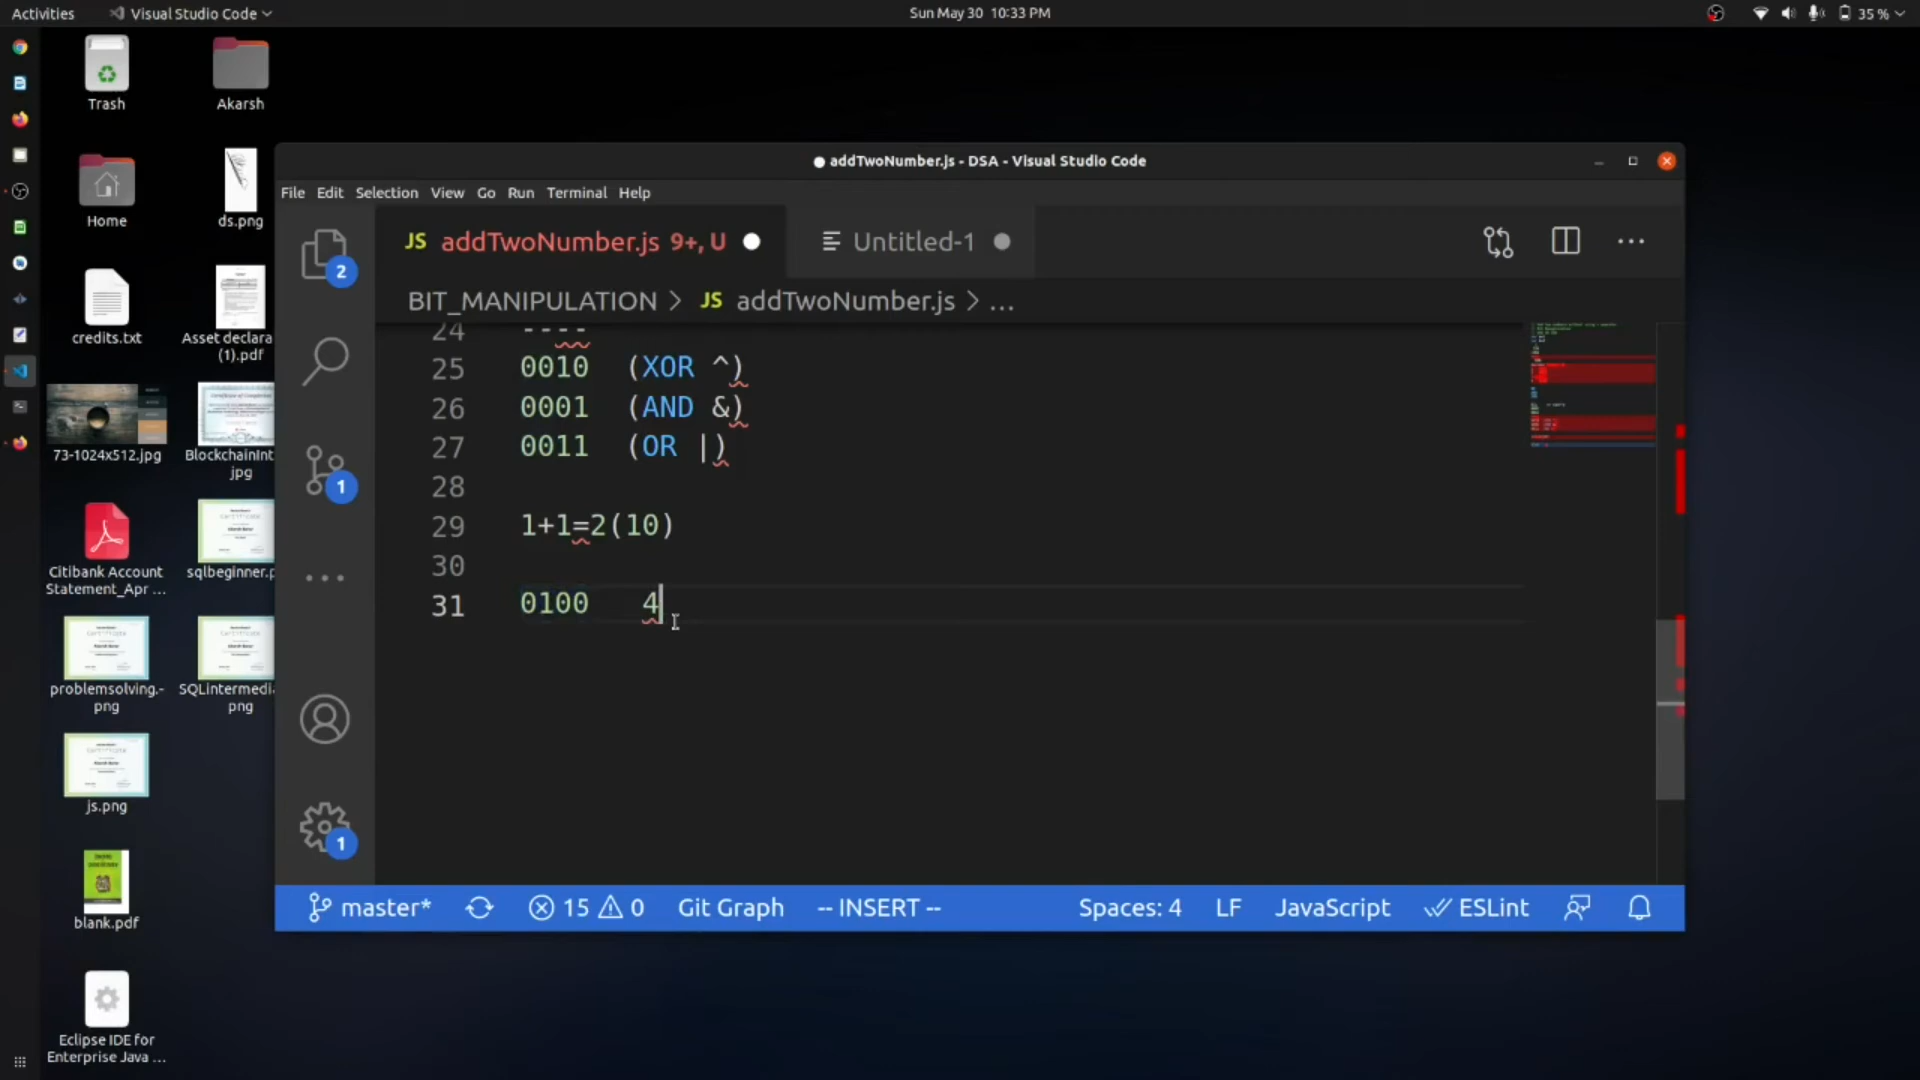 Activities Visual Studio Code Sun May 30 10:33 PM 35 %
Trash
Akarsh
Home
ds.png
credits.txt
Asset declara
(1).pdf
73-1024x512.jpg
BlockchainInt
jpg
Citibank Account
Statement_Apr ...
sqlbeginner.p
problemsolving.-
png
SQLintermedi
png
js.png
blank.pdf
Eclipse IDE for
Enterprise Java ...
● addTwoNumber.js - DSA - Visual Studio Code
File Edit Selection View Go Run Terminal Help
JS addTwoNumber.js 9+, U Untitled-1
BIT_MANIPULATION > JS addTwoNumber.js > ...
2
1
1
24 ----
25 0010 (XOR ^)
26 0001 (AND &)
27 0011 (OR |)
28
29 1+1=2(10)
30
31 0100 4
master* 15 0 Git Graph -- INSERT -- Spaces: 4 LF JavaScript ESLint